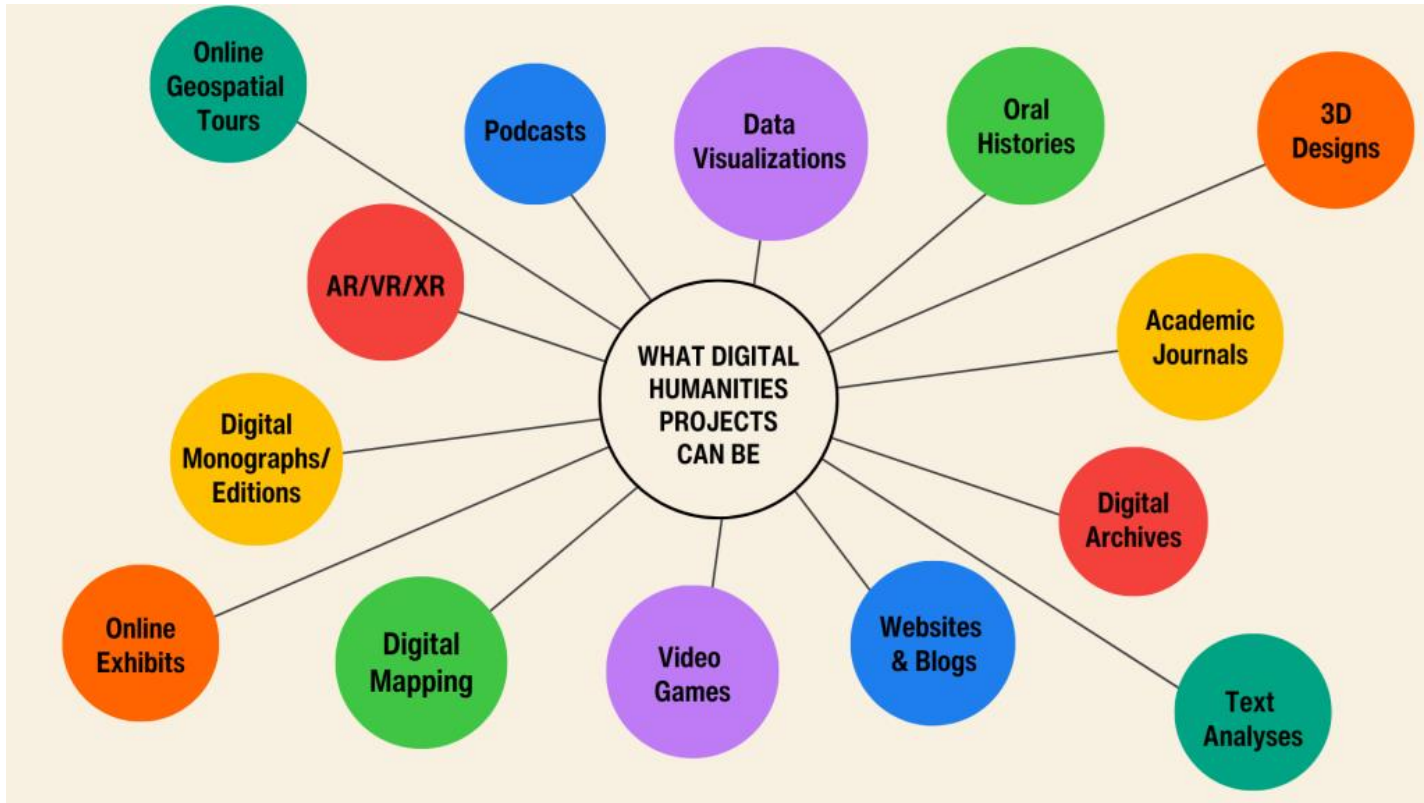 Online
Geospatial
Tours
Podcasts
Data
Visualizations
Oral
Histories
3D
Designs
AR/VR/XR
Academic
Journals
WHAT DIGITAL
HUMANITIES
PROJECTS
CAN BE
Digital
Monographs/
Editions
Digital
Archives
Online
Exhibits
Digital
Mapping
Video
Games
Websites
& Blogs
Text
Analyses